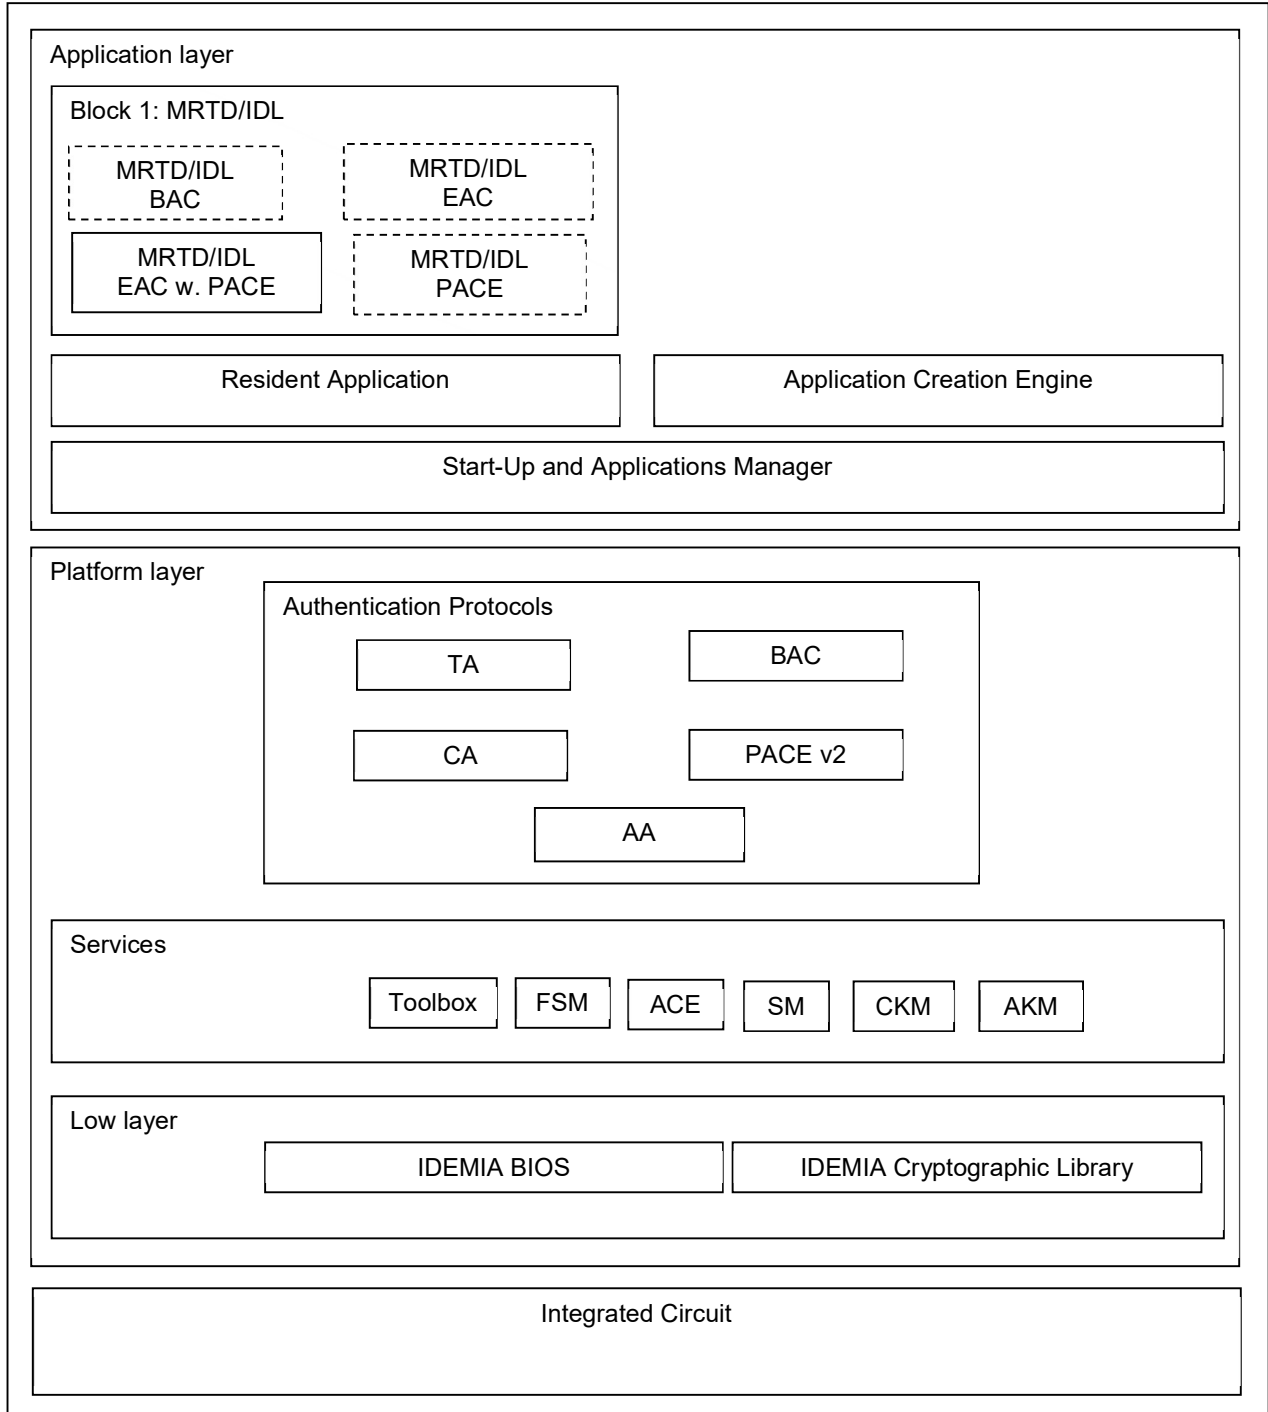 Application layer
Block 1: MRTD/IDL
MRTD/IDL
BAC
MRTD/IDL
EAC
MRTD/IDL
EAC w. PACE
MRTD/IDL
PACE
Resident Application
Application Creation Engine
Start-Up and Applications Manager
Platform layer
Authentication Protocols
TA
BAC
CA
PACE v2
AA
Services
Toolbox
FSM
ACE
SM
CKM
AKM
Low layer
IDEMIA BIOS
IDEMIA Cryptographic Library
Integrated Circuit